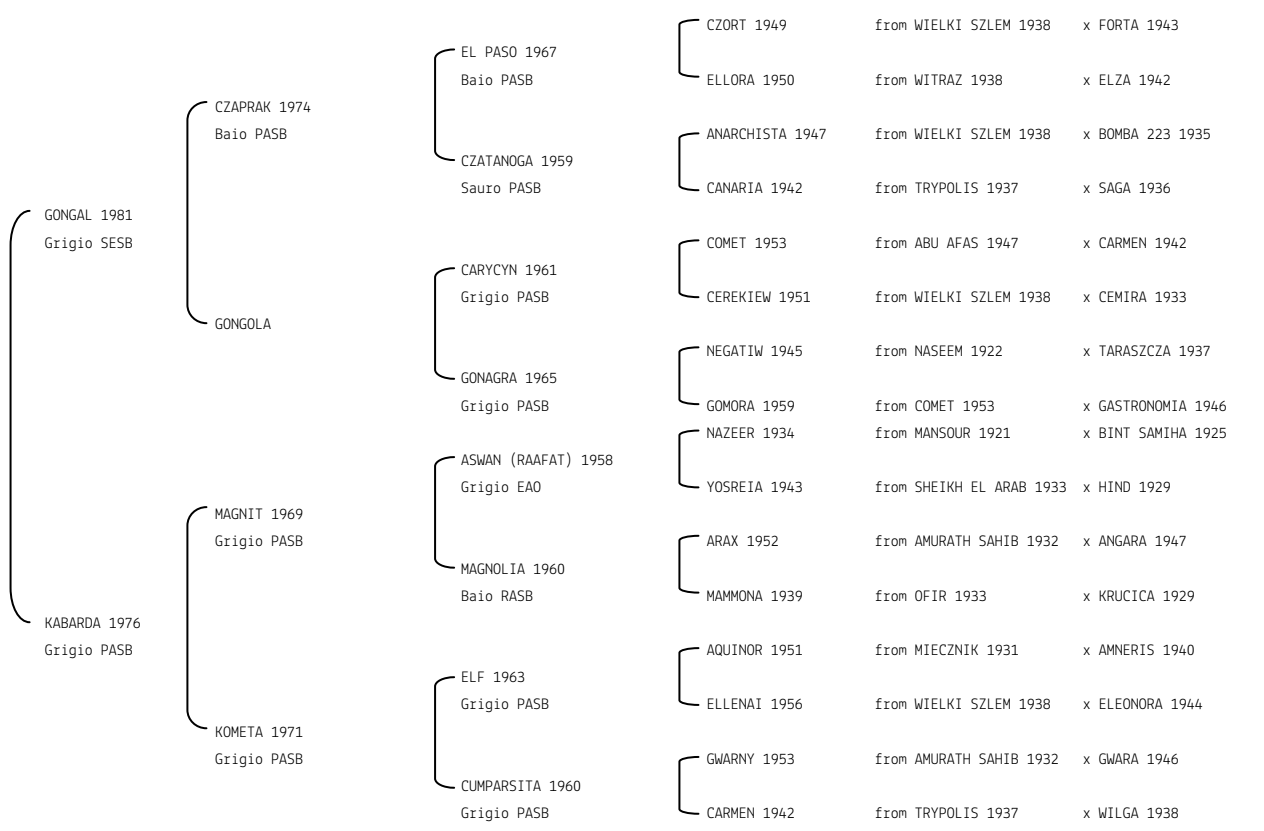 CZORT 1949 from WIELKI SZLEM 1938 x FORTA 1943
EL PASO 1967
Baio PASB ELLORA 1950 from WITRAZ 1938 x ELZA 1942
CZAPRAK 1974
Baio PASB ANARCHISTA 1947 from WIELKI SZLEM 1938 x BOMBA 223 1935
CZATANOGA 1959
Sauro PASB CANARIA 1942 from TRYPOLIS 1937 x SAGA 1936
GONGAL 1981
Grigio SESB COMET 1953 from ABU AFAS 1947 x CARMEN 1942
CARYCYN 1961
Grigio PASB CEREKIEW 1951 from WIELKI SZLEM 1938 x CEMIRA 1933
GONGOLA
NEGATIW 1945 from NASEEM 1922 x TARASZCZA 1937
GONAGRA 1965
Grigio PASB GOMORA 1959 from COMET 1953 x GASTRONOMIA 1946
NAZEER 1934 from MANSOUR 1921 x BINT SAMIHA 1925
ASWAN (RAAFAT) 1958
Grigio EAO YOSREIA 1943 from SHEIKH EL ARAB 1933 x HIND 1929
MAGNIT 1969
Grigio PASB ARAX 1952 from AMURATH SAHIB 1932 x ANGARA 1947
MAGNOLIA 1960
Baio RASB MAMMONA 1939 from OFIR 1933 x KRUCICA 1929
KABARDA 1976
Grigio PASB AQUINOR 1951 from MIECZNIK 1931 x AMNERIS 1940
ELF 1963
Grigio PASB ELLENAI 1956 from WIELKI SZLEM 1938 x ELEONORA 1944
KOMETA 1971
Grigio PASB GWARNY 1953 from AMURATH SAHIB 1932 x GWARA 1946
CUMPARSITA 1960
Grigio PASB CARMEN 1942 from TRYPOLIS 1937 x WILGA 1938